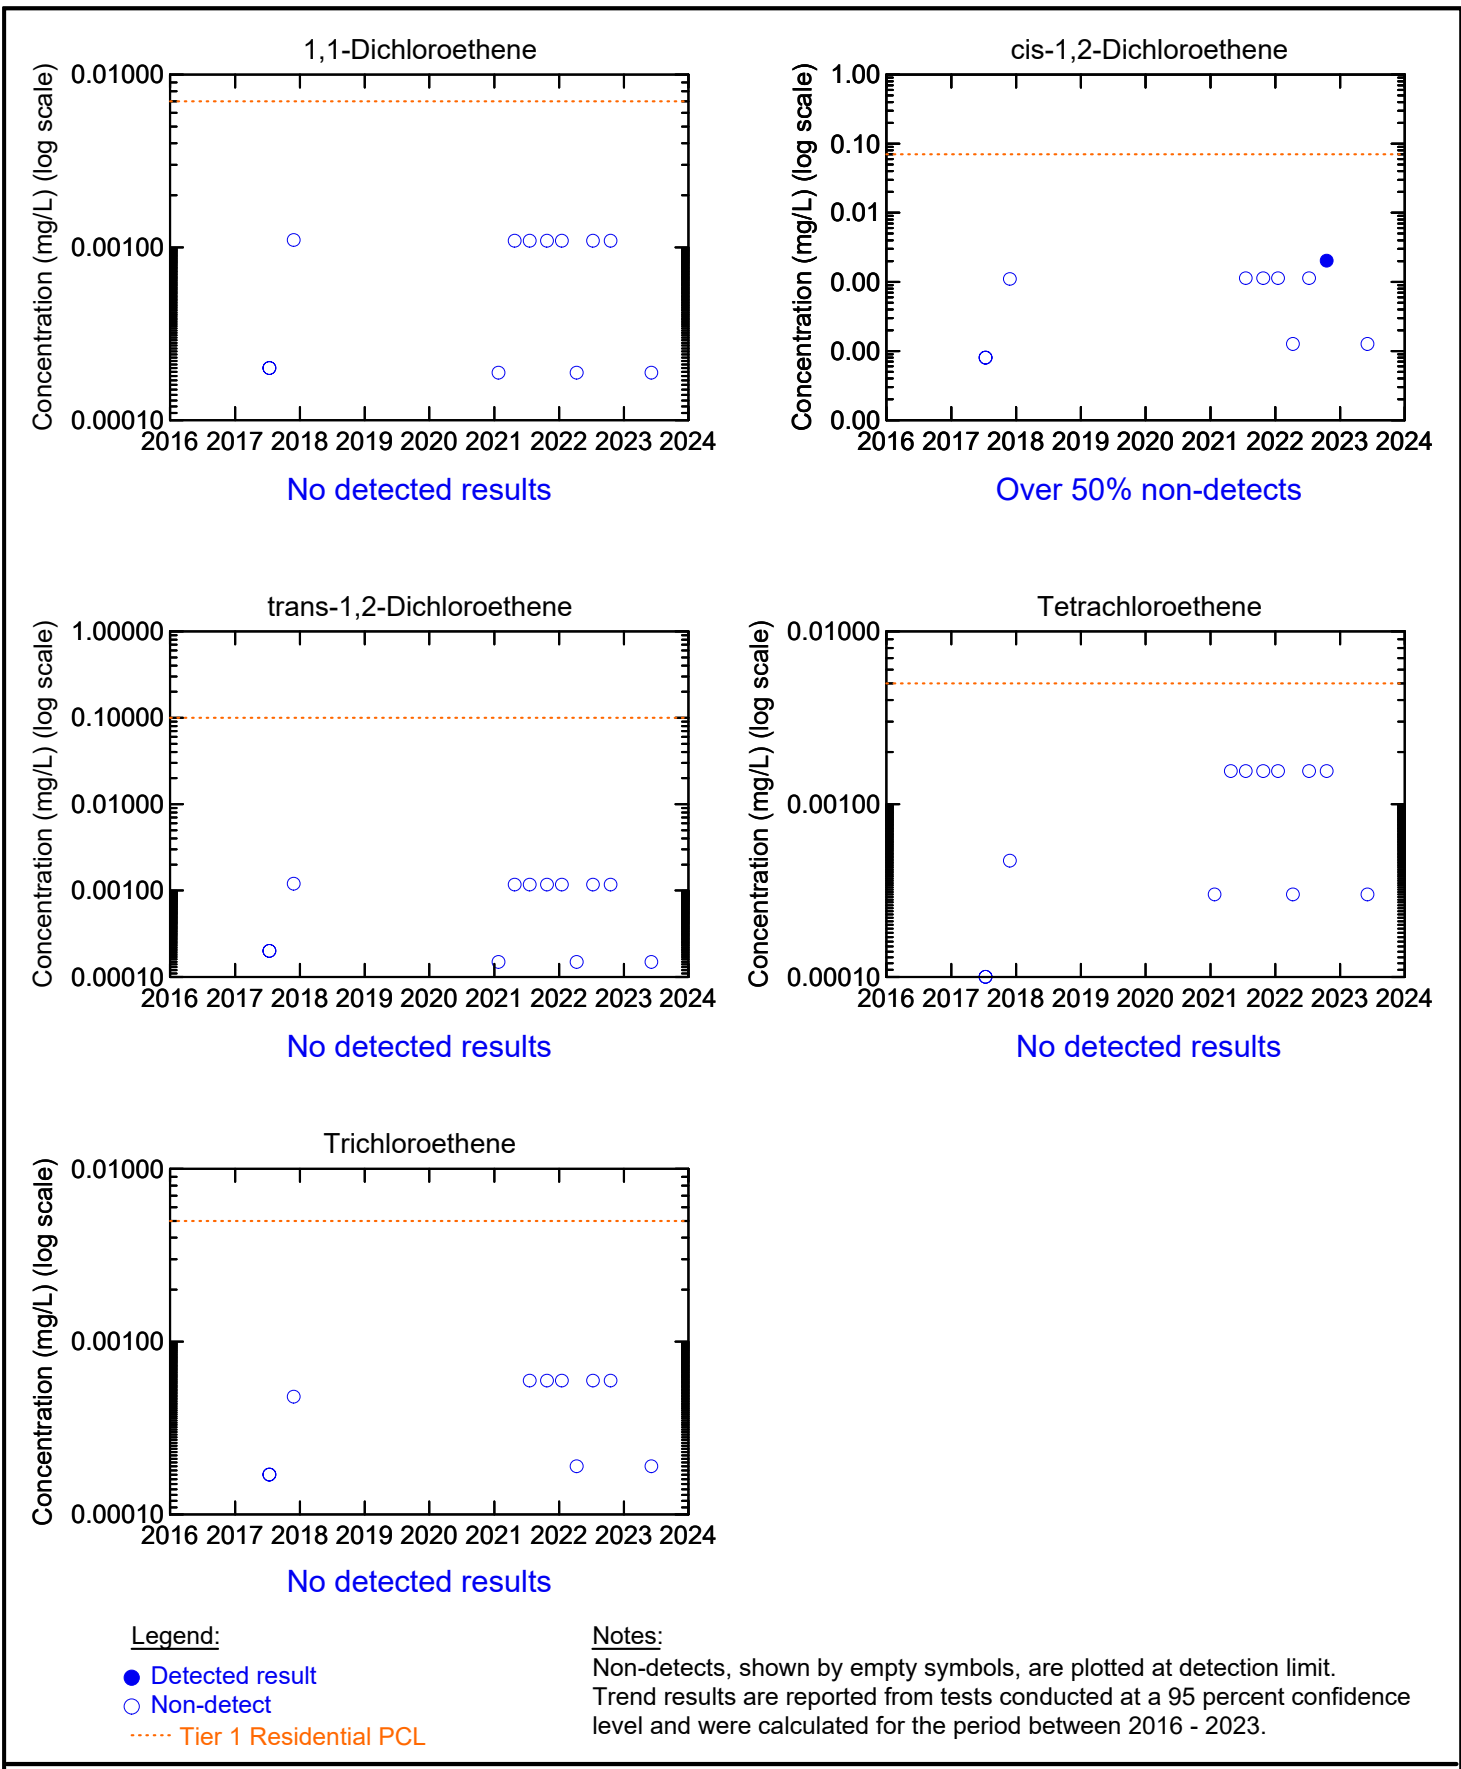 1,1-Dichloroethene
Concentration (mg/L) (log scale)
0.01000
0.00100
0.00010
2016 2017 2018 2019 2020 2021 2022 2023 2024
No detected results
cis-1,2-Dichloroethene
Concentration (mg/L) (log scale)
1.00
0.10
0.01
0.00
0.00
0.00
2016 2017 2018 2019 2020 2021 2022 2023 2024
Over 50% non-detects
trans-1,2-Dichloroethene
Concentration (mg/L) (log scale)
1.00000
0.10000
0.01000
0.00100
0.00010
2016 2017 2018 2019 2020 2021 2022 2023 2024
No detected results
Tetrachloroethene
Concentration (mg/L) (log scale)
0.01000
0.00100
0.00010
2016 2017 2018 2019 2020 2021 2022 2023 2024
No detected results
Trichloroethene
Concentration (mg/L) (log scale)
0.01000
0.00100
0.00010
2016 2017 2018 2019 2020 2021 2022 2023 2024
No detected results
Legend:
Detected result
Non-detect
Tier 1 Residential PCL
Notes:
Non-detects, shown by empty symbols, are plotted at detection limit.
Trend results are reported from tests conducted at a 95 percent confidence
level and were calculated for the period between 2016 - 2023.